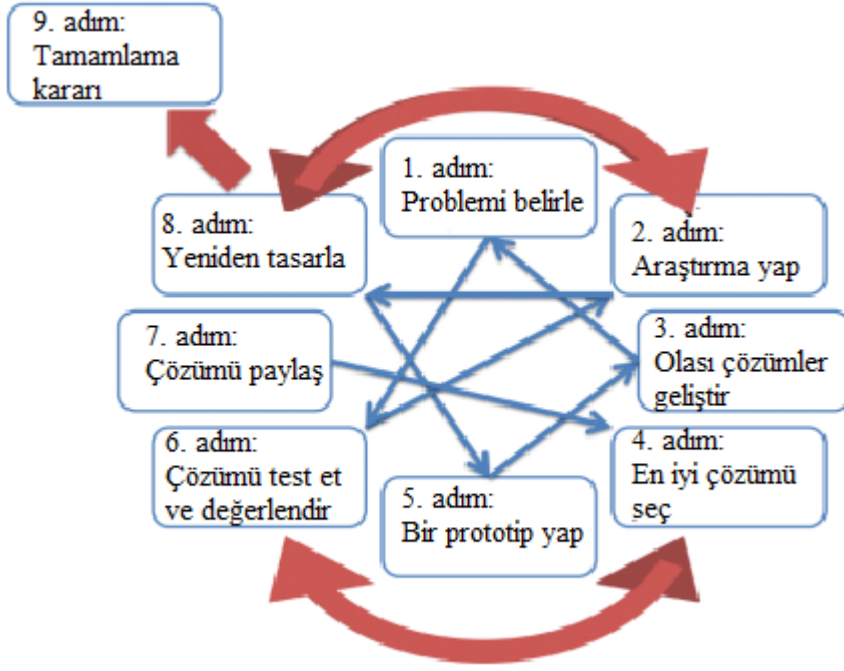 9. adım:
Tamamlama
kararı
1. adım:
Problemi belirle
2. adım:
Araştırma yap
3. adım:
Olası çözümler
geliştir
4. adım:
En iyi çözümü
seç
5. adım:
Bir prototip yap
6. adım:
Çözümü test et
ve değerlendir
7. adım:
Çözümü paylaş
8. adım:
Yeniden tasarla